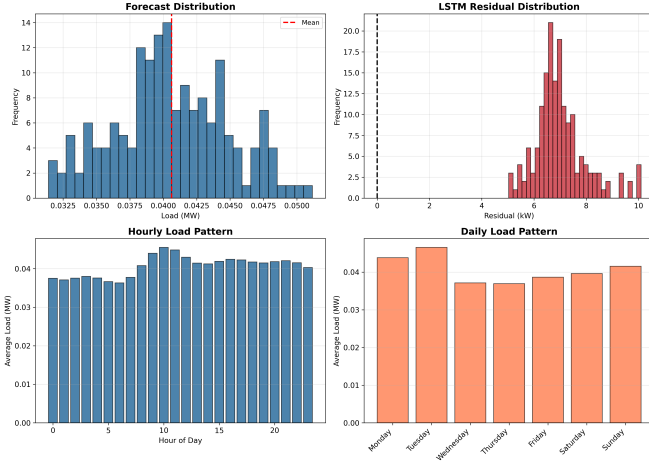 Forecast Distribution
14
12
10
8
6
4
2
0
Frequency
Mean
0.0325 0.0350 0.0375 0.0400 0.0425 0.0450 0.0475 0.0500
Load (MW)
LSTM Residual Distribution
20.0
17.5
15.0
12.5
10.0
7.5
5.0
2.5
0.0
Frequency
0 2 4 6 8 10
Residual (kW)
Hourly Load Pattern
0.04
0.03
0.02
0.01
0.00
Average Load (MW)
0 5 10 15 20
Hour of Day
Daily Load Pattern
0.04
0.03
0.02
0.01
0.00
Average Load (MW)
Monday Tuesday Wednesday Thursday Friday Saturday Sunday